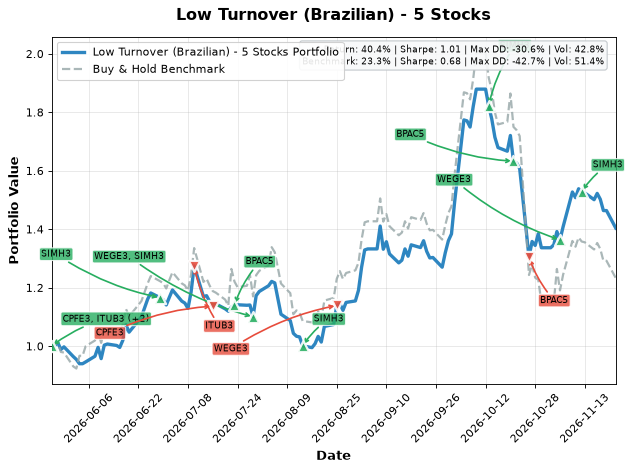 Low Turnover (Brazilian) - 5 Stocks
Low Turnover (Brazilian) - 5 Stocks Portfolio
Buy & Hold Benchmark
rn: 40.4% | Sharpe: 1.01 | Max DD: -30.6% | Vol: 42.8%
Benchmark: 23.3% | Sharpe: 0.68 | Max DD: -42.7% | Vol: 51.4%
BPAC5
SIMH3
WEGE3
SIMH3
WEGE3, SIMH3
BPAC5
BPAC5
CPFE3, ITUB3 (+2)
CPFE3
ITUB3
SIMH3
WEGE3
Portfolio Value
2.0
1.8
1.6
1.4
1.2
1.0
2026-06-06
2026-06-22
2026-07-08
2026-07-24
2026-08-09
2026-08-25
2026-09-10
2026-09-26
2026-10-12
2026-10-28
2026-11-13
Date